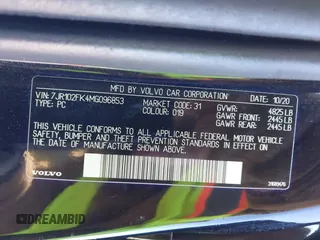 MFD BY VOLVO CAR CORPORATION
DATE: 10/20
VIN: 7JR102FK4MG096853
TYPE: PC
MARKET CODE: 31
COLOUR: 019
GVWR: 4825 LB
GAWR F: 2445 LB
GAWR R: 2445 LB
THIS VEHICLE CONFORMS TO ALL APPLICABLE FEDERAL MOTOR VEHICLE
SAFETY, BUMPER AND THEFT PREVENTION STANDARDS IN EFFECT ON
THE DATE OF MANUFACTURE SHOWN ABOVE.
VOLVO
DREAMBID